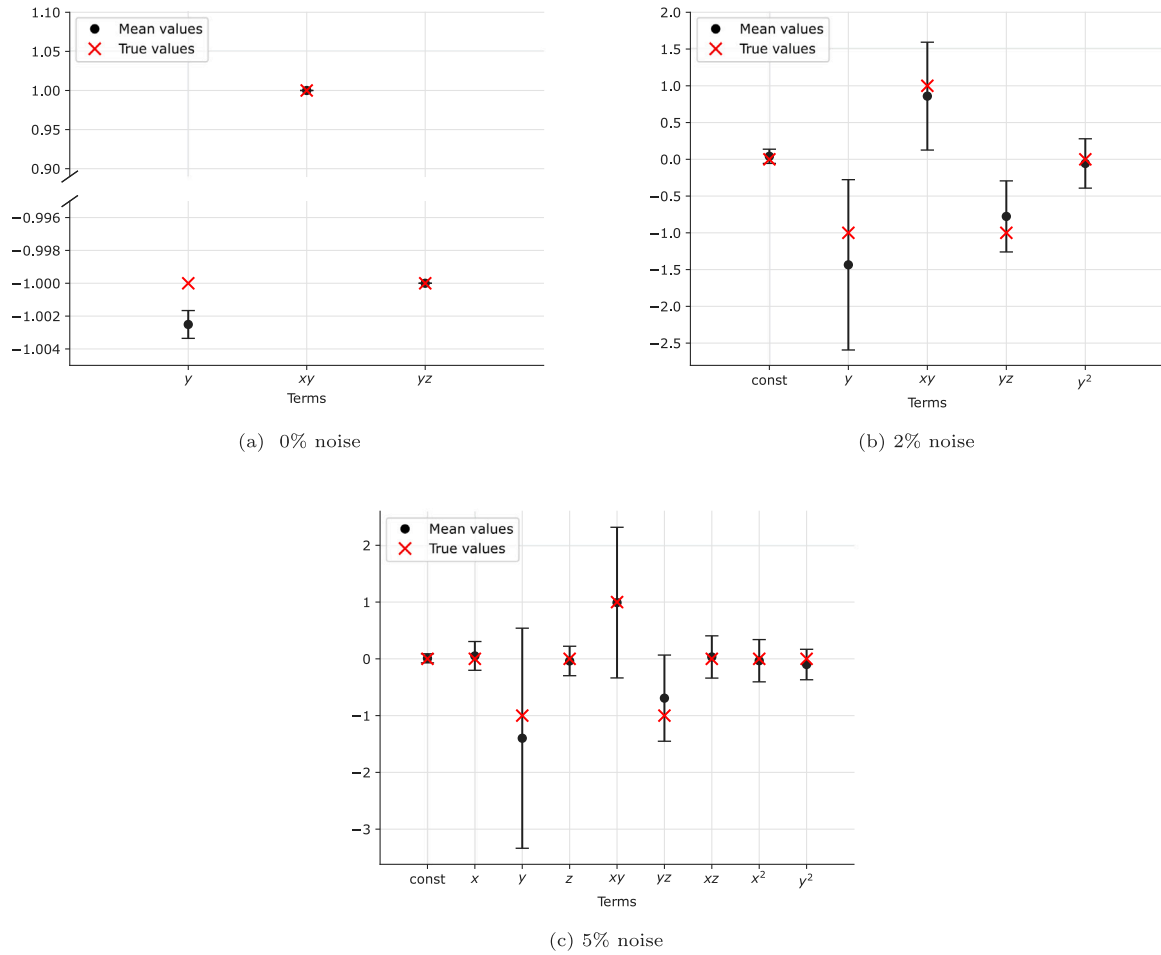 1.10
1.05
1.00
0.95
0.90
−0.996
−0.998
−1.000
−1.002
−1.004
Mean values
True values
y
xy
yz
Terms
(a) 0% noise
2.0
1.5
1.0
0.5
0.0
−0.5
−1.0
−1.5
−2.0
−2.5
Mean values
True values
const
y
xy
yz
y²
Terms
(b) 2% noise
2
1
0
−1
−2
−3
Mean values
True values
const
x
y
z
xy
yz
xz
x²
y²
Terms
(c) 5% noise